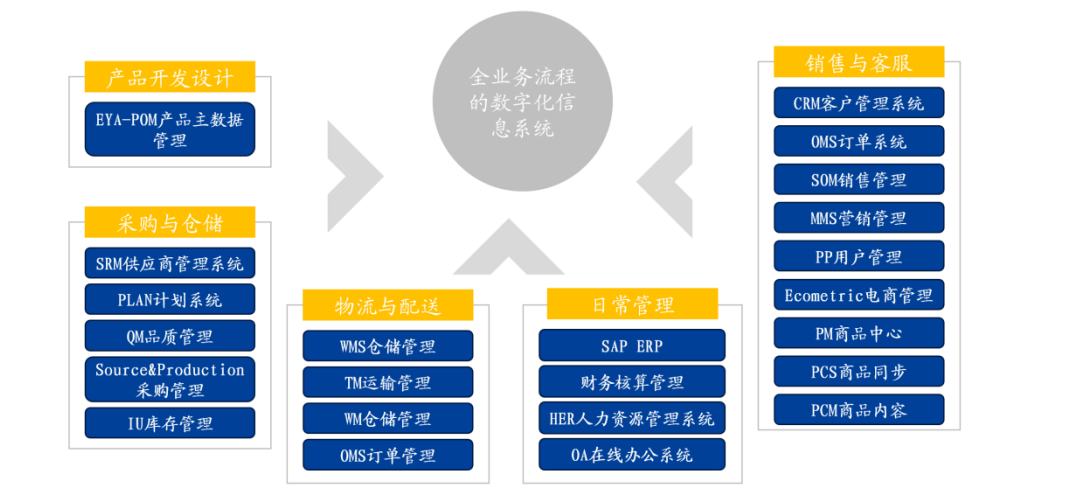 全业务流程
的数字化信
息系统
产品开发设计
EYA-POM产品主数据
管理
采购与仓储
SRM供应商管理系统
PLAN计划系统
QM品质管理
Source&Production
采购管理
IU库存管理
物流与配送
WMS仓储管理
TM运输管理
WM仓储管理
OMS订单管理
日常管理
SAP ERP
财务核算管理
HER人力资源管理系统
OA在线办公系统
销售与客服
CRM客户管理系统
OMS订单系统
SOM销售管理
MMS营销管理
PP用户管理
Ecometric电商管理
PM商品中心
PCS商品同步
PCM商品内容